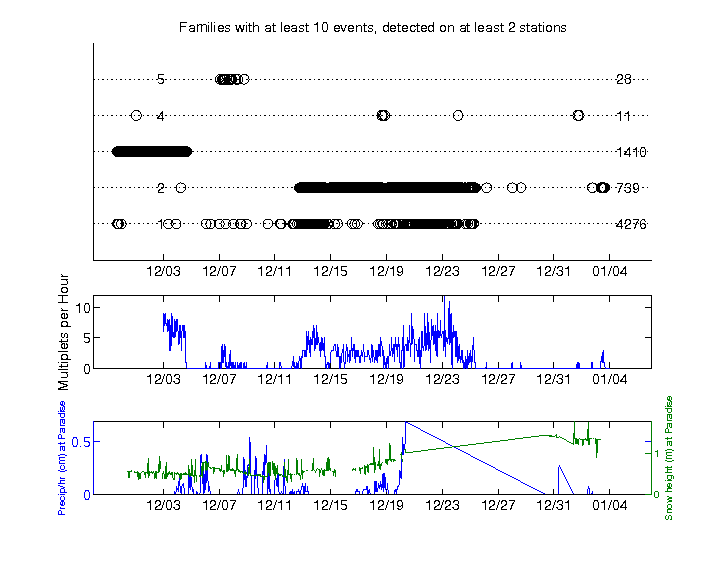 Families with at least 10 events, detected on at least 2 stations
5 28
4 11
1410
2 739
1 4276
12/03 12/07 12/11 12/15 12/19 12/23 12/27 12/31 01/04
Multiplets per Hour
10
5
0
12/03 12/07 12/11 12/15 12/19 12/23 12/27 12/31 01/04
Precip/hr (cm) at Paradise
0.5
0
Snow height (m) at Paradise
1
0
12/03 12/07 12/11 12/15 12/19 12/23 12/27 12/31 01/04